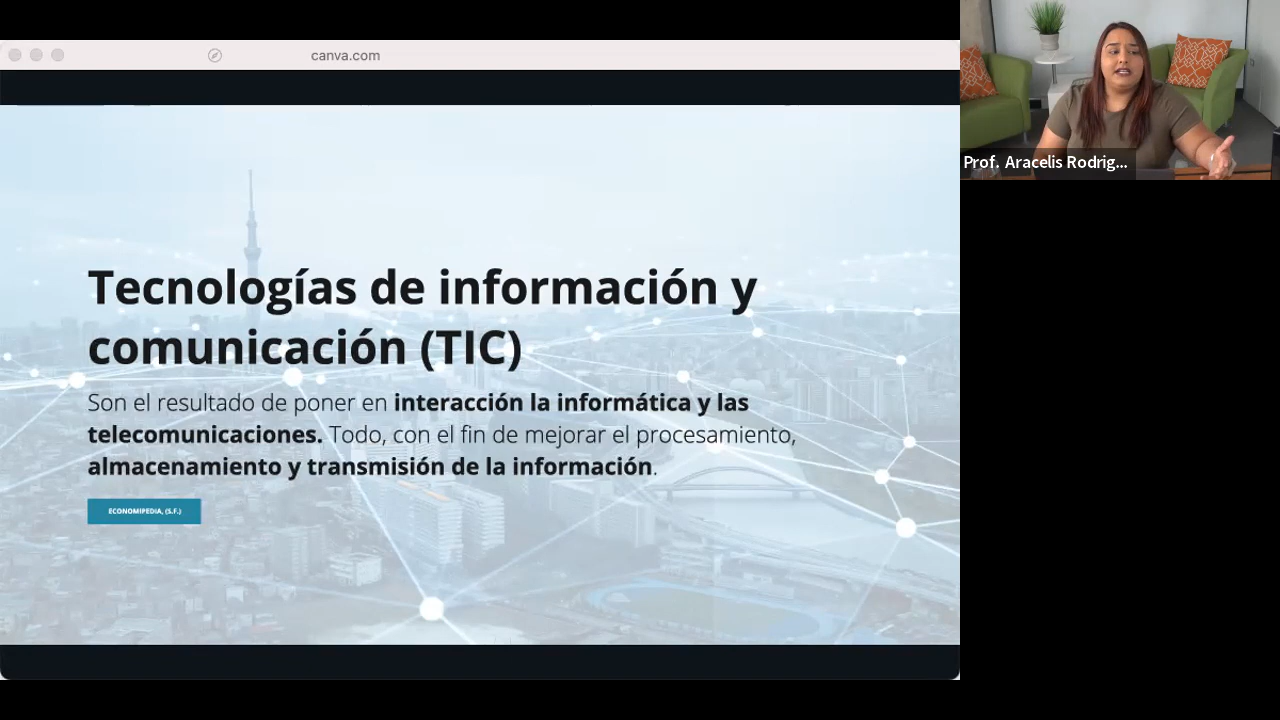 canva.com
Tecnologías de información y
comunicación (TIC)
Son el resultado de poner en interacción la informática y las
telecomunicaciones. Todo, con el fin de mejorar el procesamiento,
almacenamiento y transmisión de la información.
ECONOMIPEDIA, (S.F.)
Prof. Aracelis Rodrig...